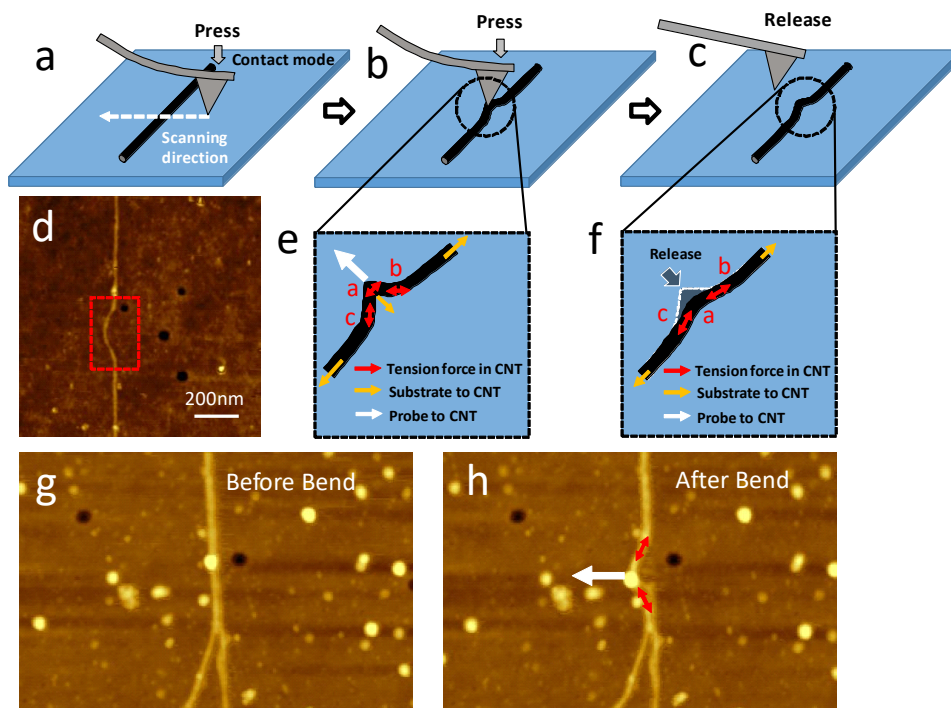 a
Press
Contact mode
Scanning
direction
b
Press
c
Release
d
200nm
e
a
b
c
Tension force in CNT
Substrate to CNT
Probe to CNT
f
Release
b
c
a
Tension force in CNT
Substrate to CNT
Probe to CNT
g
Before Bend
h
After Bend